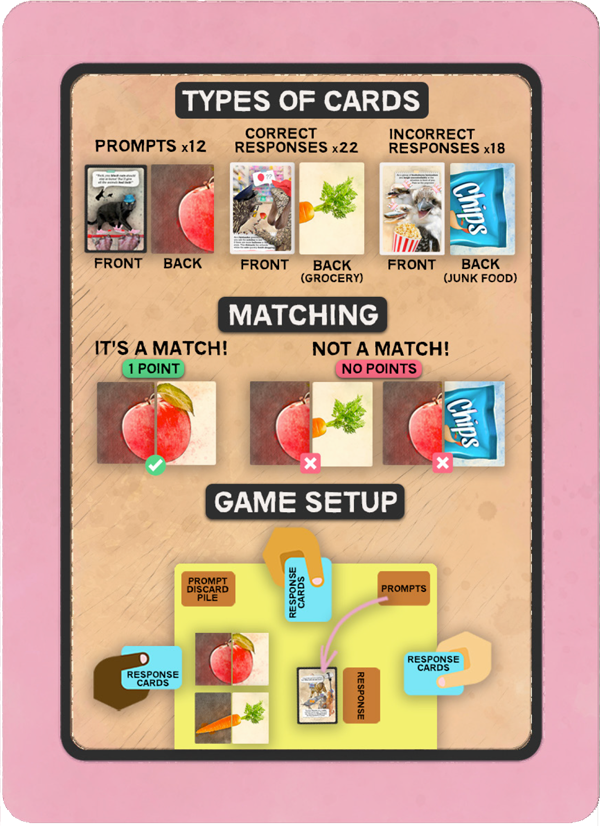 TYPES OF CARDS
PROMPTS x12
CORRECT
RESPONSES x22
INCORRECT
RESPONSES x18
Chips
FRONT
BACK
FRONT
BACK
(GROCERY)
FRONT
BACK
(JUNK FOOD)
MATCHING
IT'S A MATCH!
1 POINT
NOT A MATCH!
NO POINTS
Chips
GAME SETUP
PROMPT
DISCARD
PILE
RESPONSE
CARDS
PROMPTS
RESPONSE
CARDS
RESPONSE
CARDS
RESPONSE